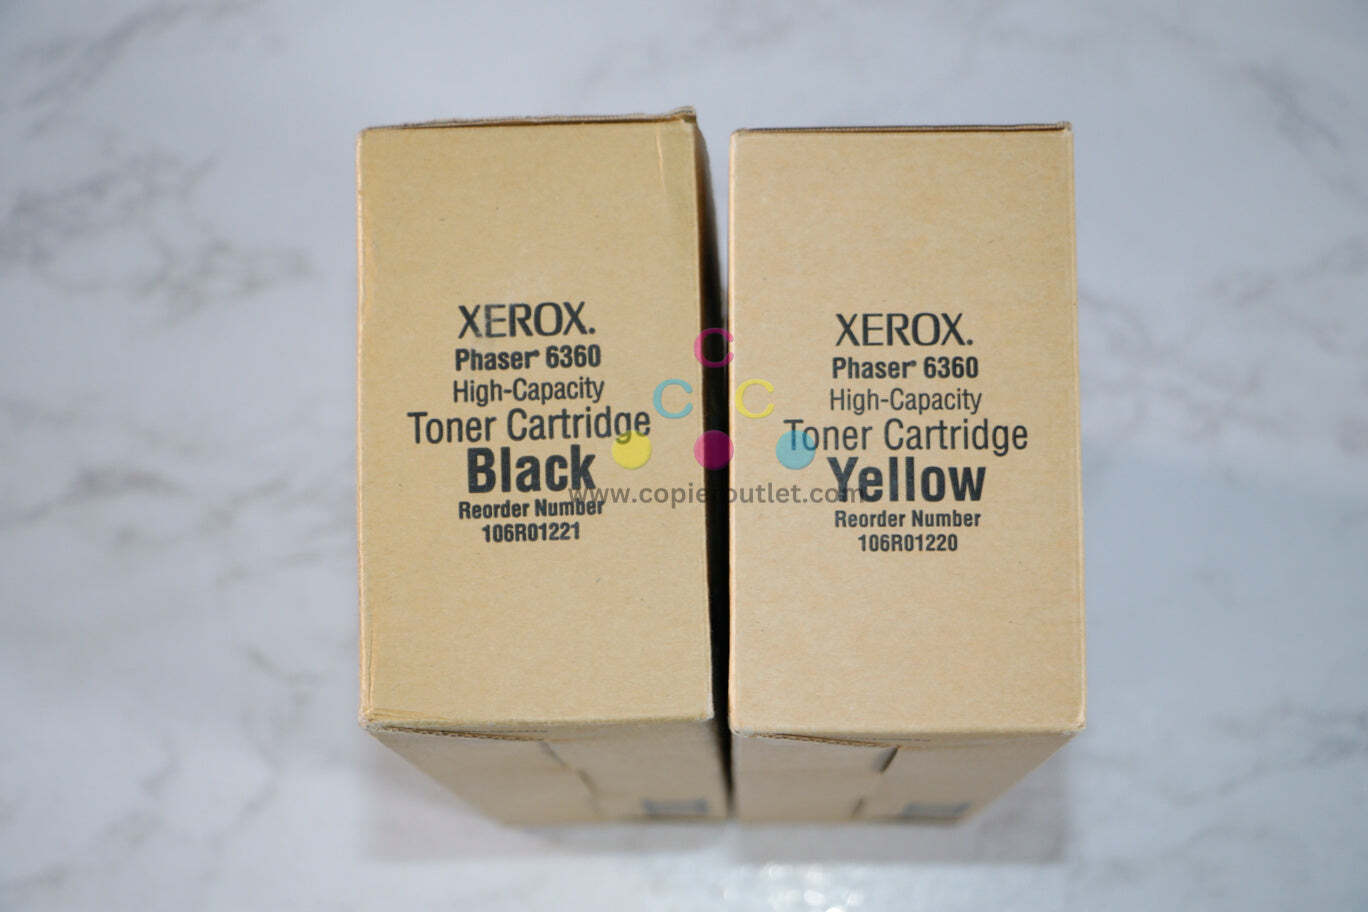 XEROX.
Phaser® 6360
High-Capacity
Toner Cartridge
Black
Reorder Number
106R01221
XEROX.
Phaser® 6360
High-Capacity
Toner Cartridge
Yellow
Reorder Number
106R01220
C
C C
www.copieroutlet.com